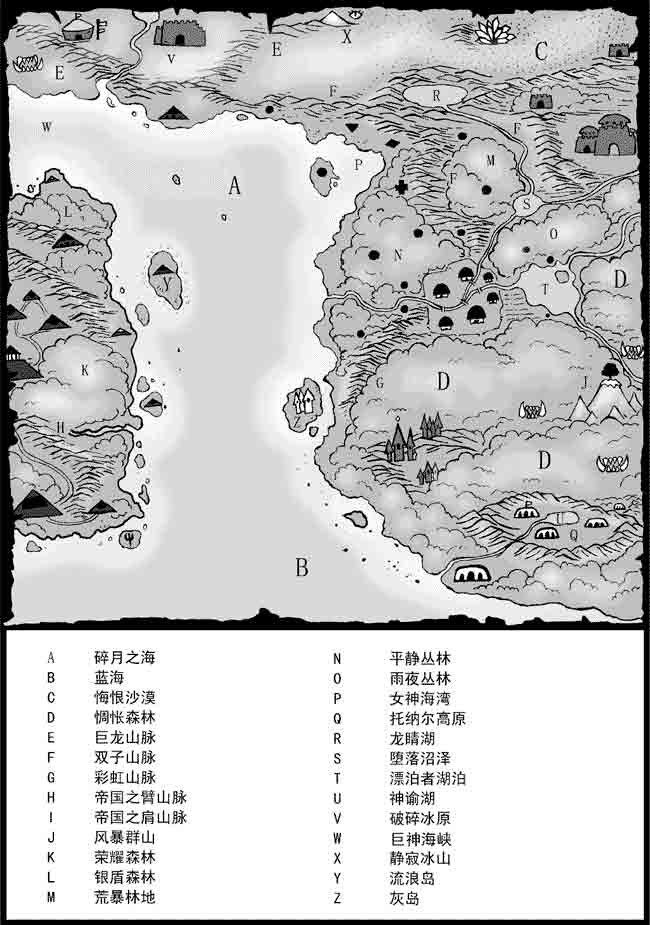 E
X
C
V
E
F
R
W
F
P
M
A
F
L
S
O
N
I
D
Y
T
K
G
D
J
Z
H
D
U
Q
B
A 碎月之海
B 蓝海
C 悔恨沙漠
D 惆怅森林
E 巨龙山脉
F 双子山脉
G 彩虹山脉
H 帝国之臂山脉
I 帝国之肩山脉
J 风暴群山
K 荣耀森林
L 银盾森林
M 荒暴林地
N 平静丛林
O 雨夜丛林
P 女神海湾
Q 托纳尔高原
R 龙睛湖
S 堕落沼泽
T 漂泊者湖泊
U 神谕湖
V 破碎冰原
W 巨神海峡
X 静寂冰山
Y 流浪岛
Z 灰岛